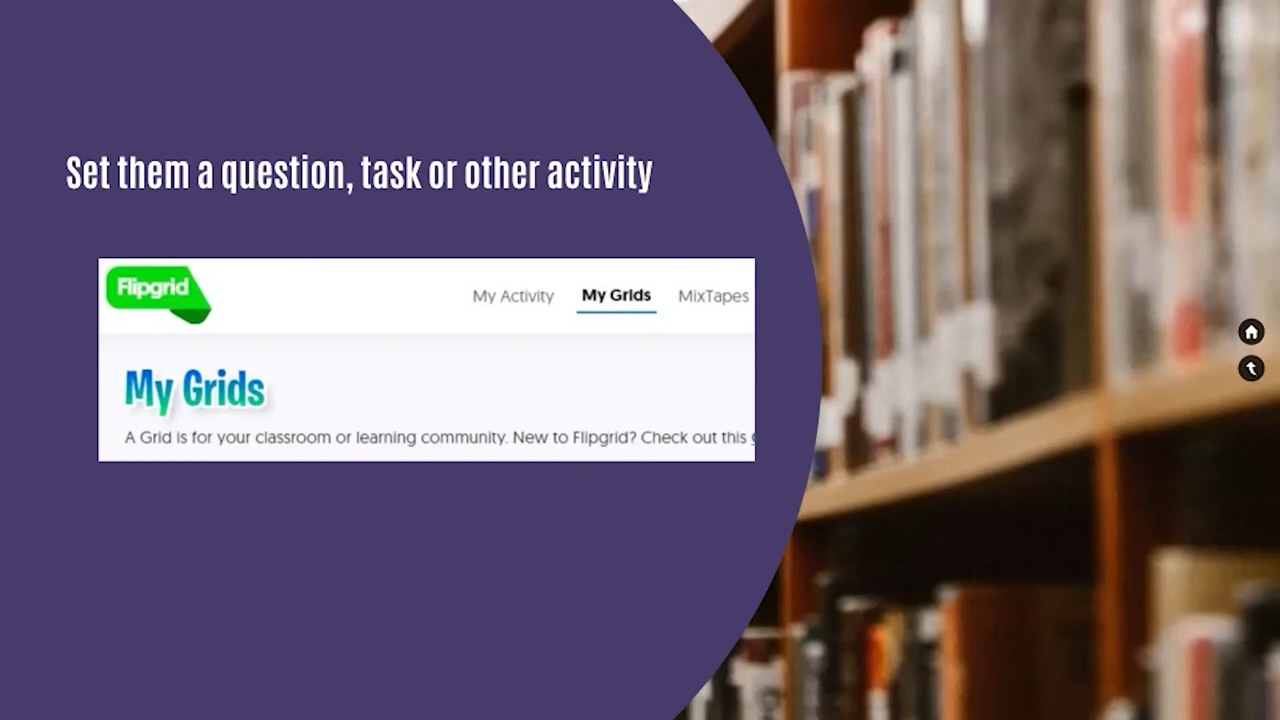 Set them a question, task or other activity
Flipgrid
My Activity My Grids MixTapes
My Grids
A Grid is for your classroom or learning community. New to Flipgrid? Check out this